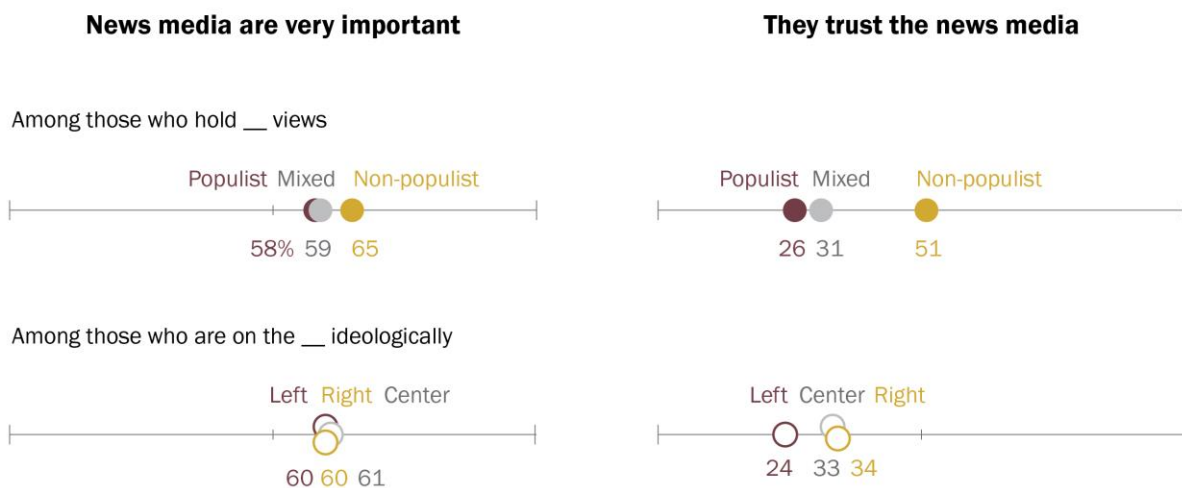 News media are very important
They trust the news media
Among those who hold __ views
Populist Mixed Non-populist
58% 59 65
Populist Mixed Non-populist
26 31 51
Among those who are on the __ ideologically
Left Right Center
60 60 61
Left Center Right
24 33 34